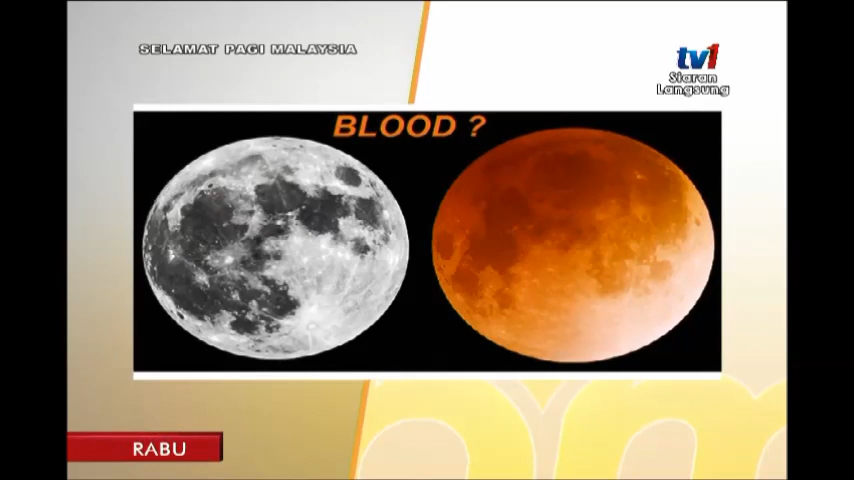 SELAMAT PAGI MALAYSIA
tv1
Siaran
Langsung
BLOOD ?
RABU